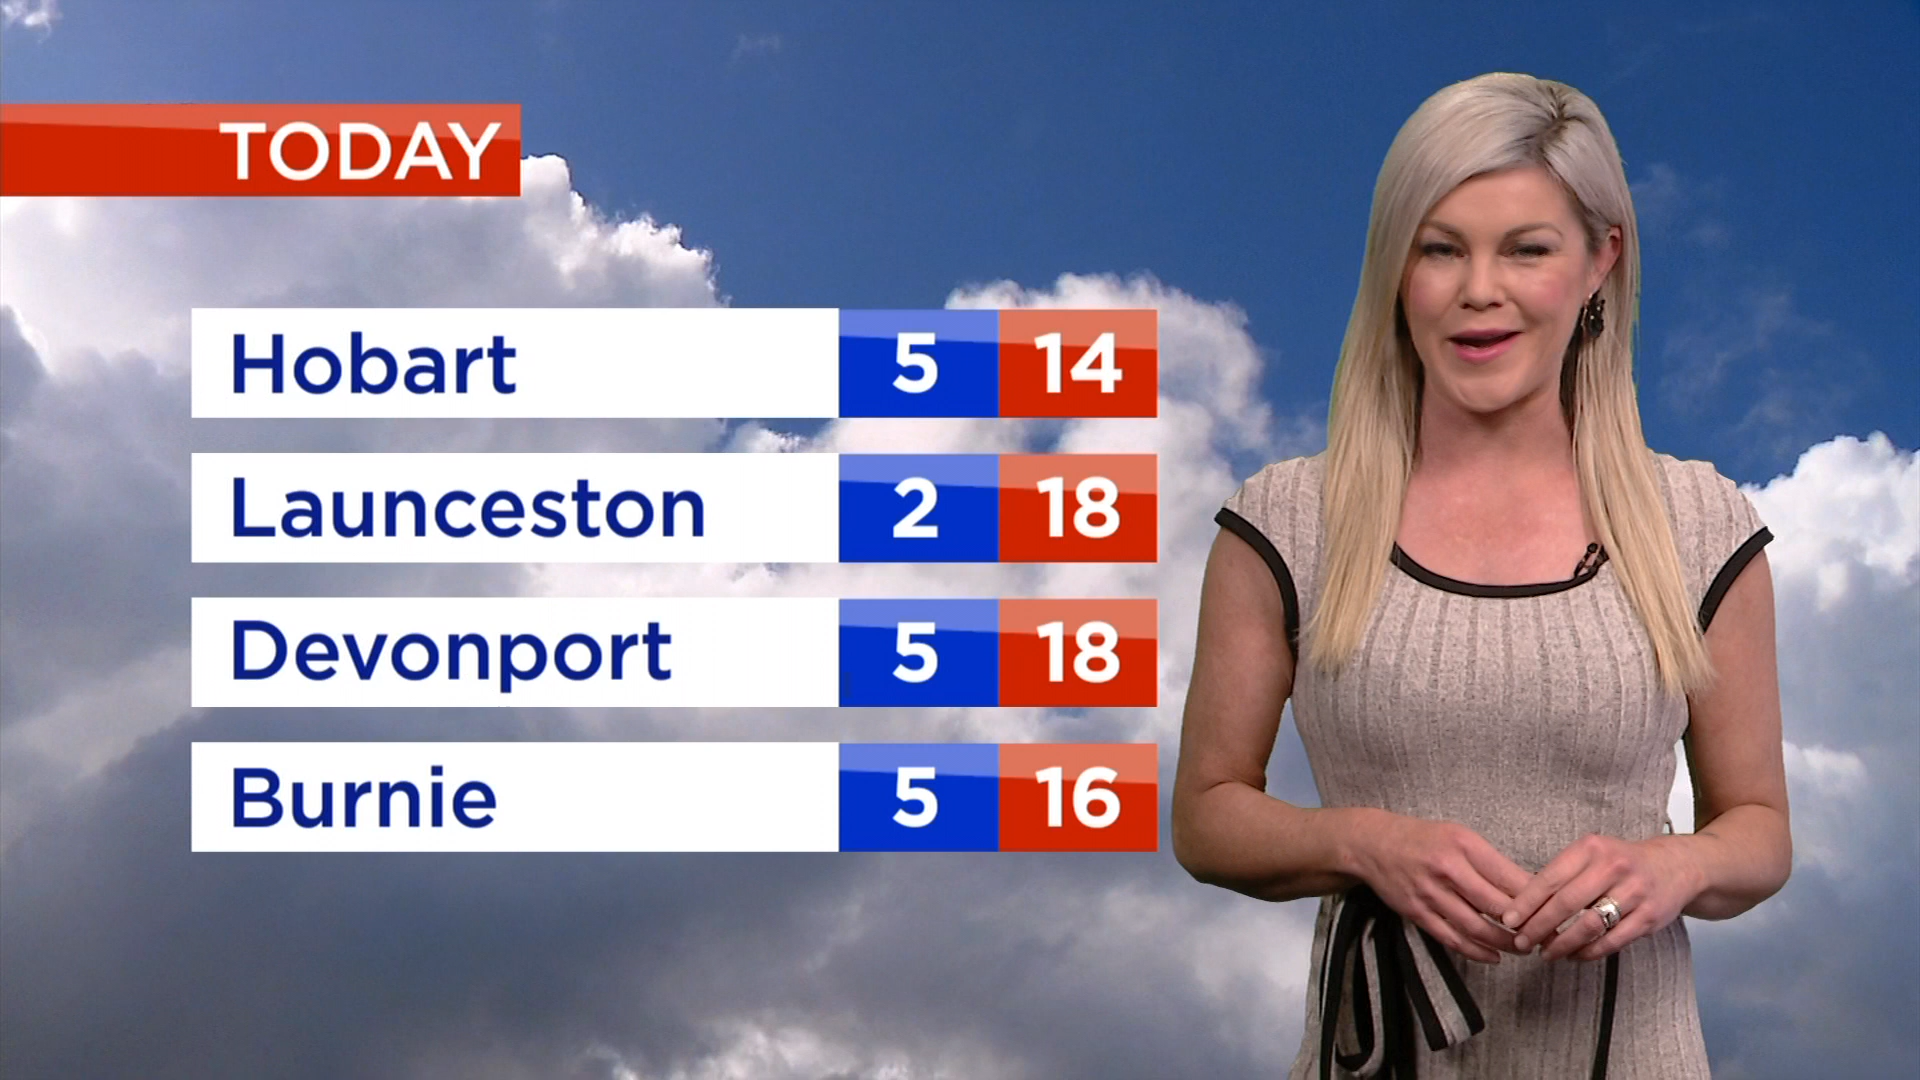 TODAY
Hobart 5 14
Launceston 2 18
Devonport 5 18
Burnie 5 16